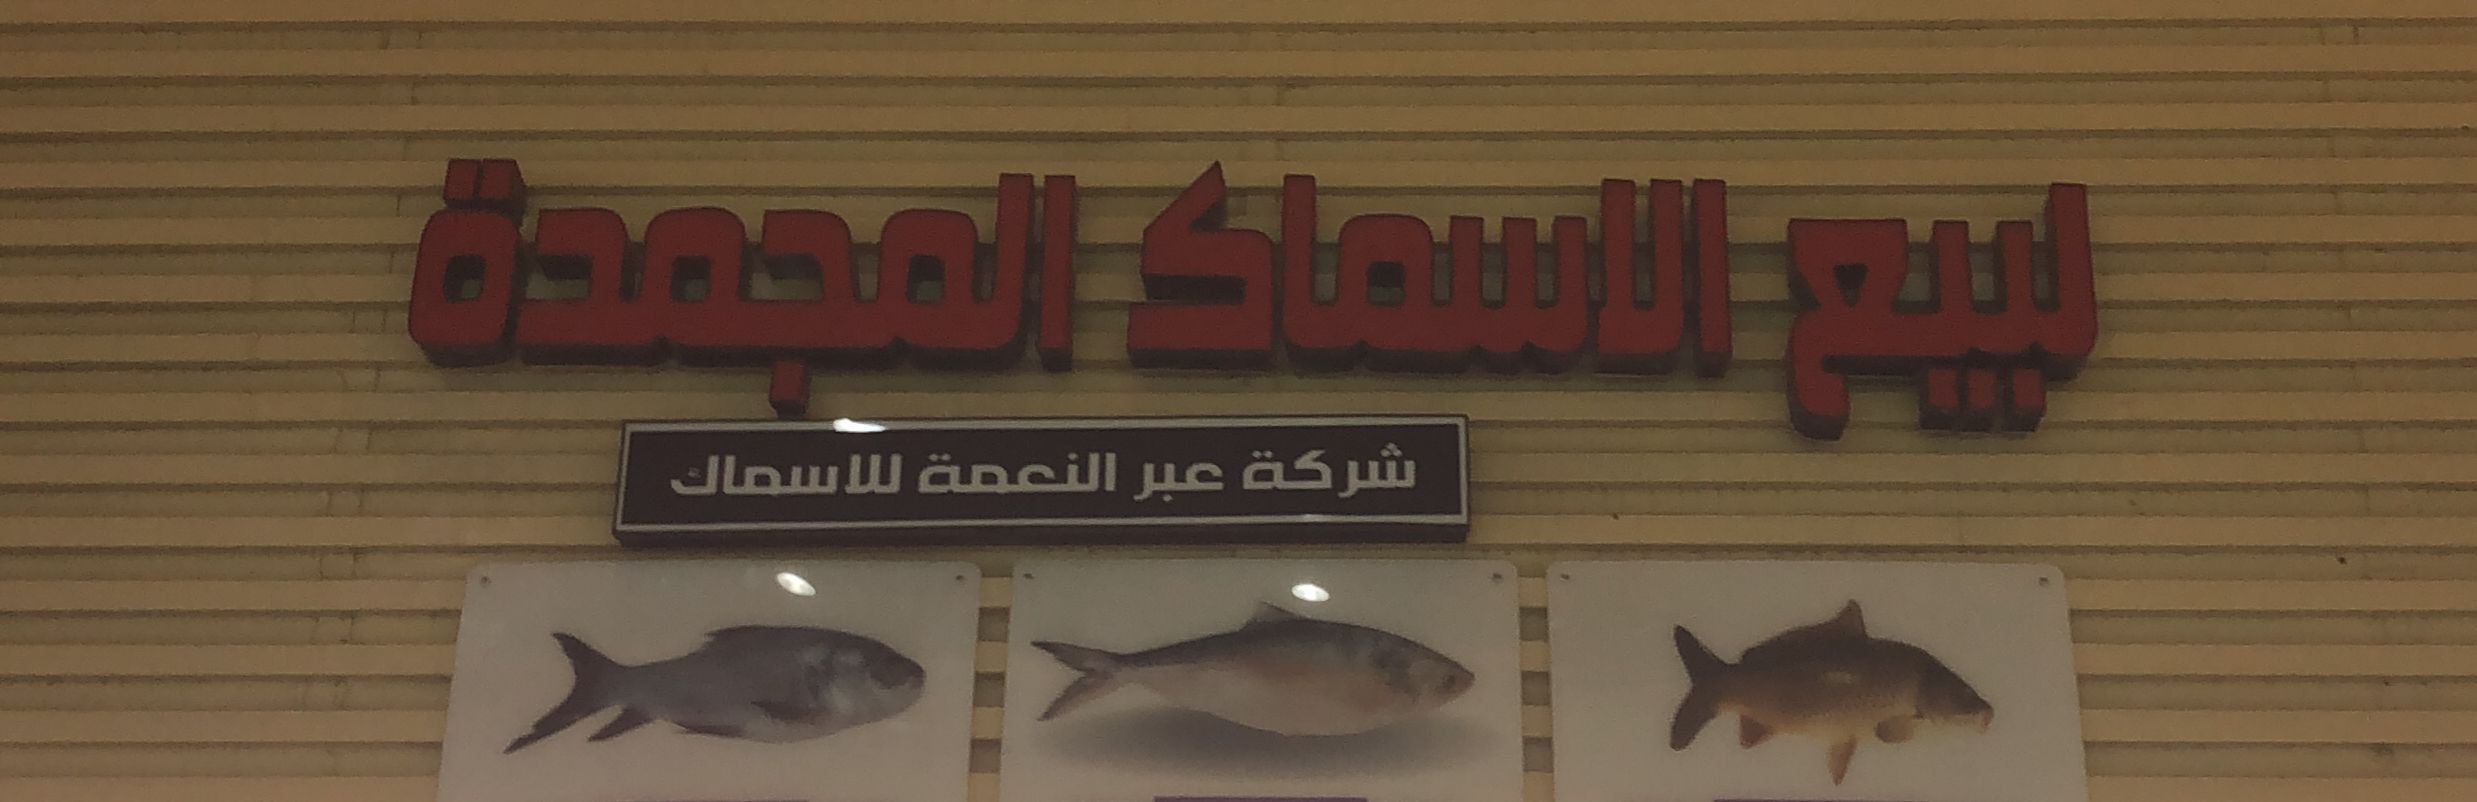 لبيع الاسماك المجمدة
شركة عبر النعمة للاسماك